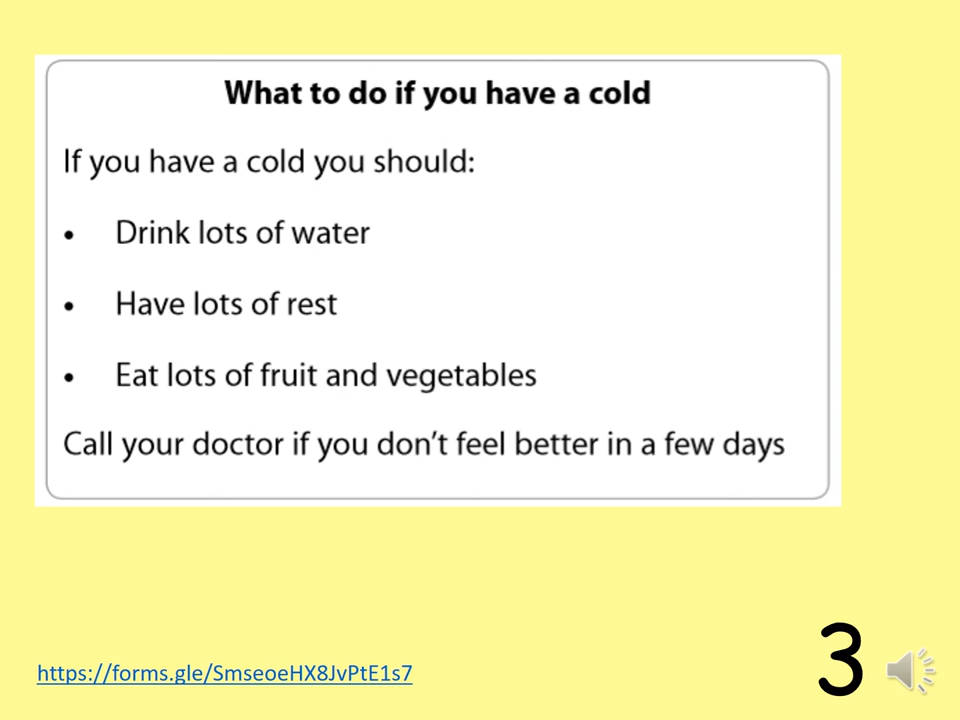 What to do if you have a cold
If you have a cold you should:
• Drink lots of water
• Have lots of rest
• Eat lots of fruit and vegetables
Call your doctor if you don’t feel better in a few days
https://forms.gle/SmseoeHX8JvPtE1s7
3